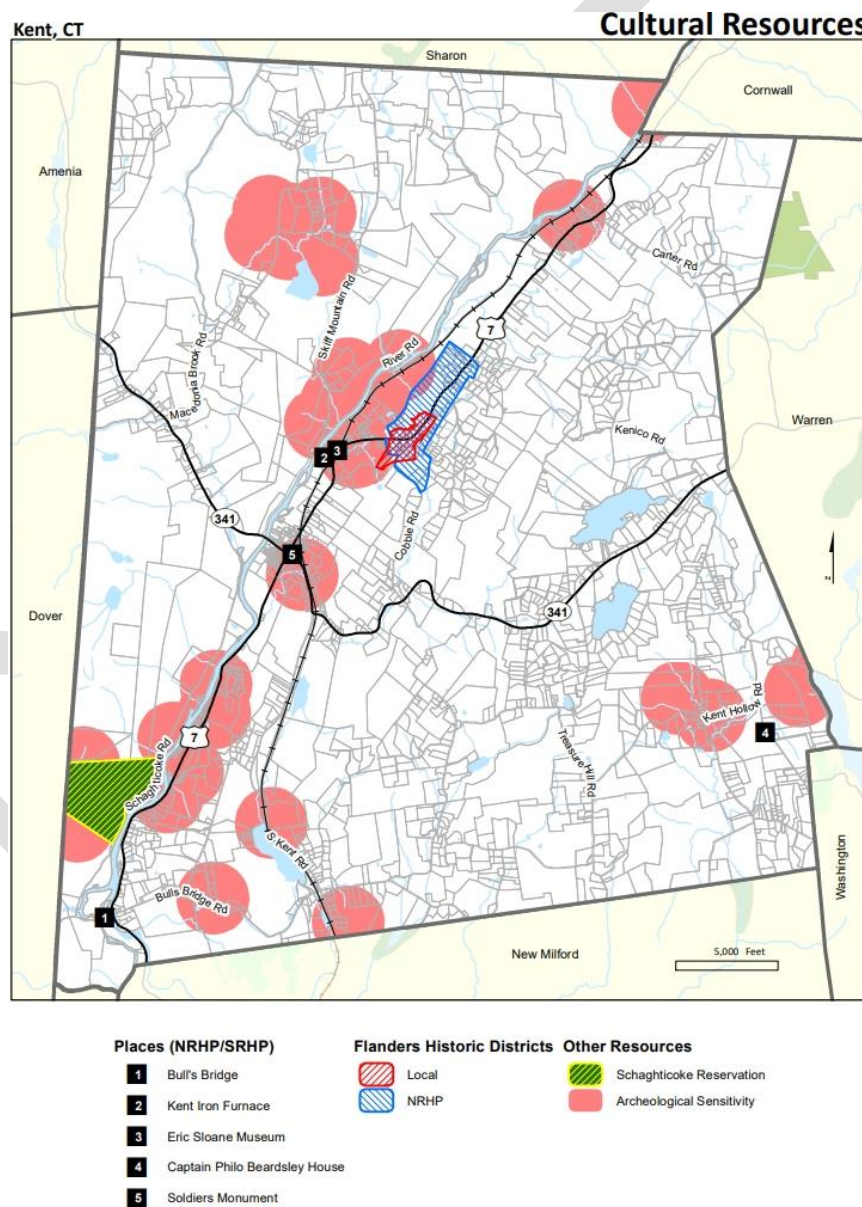 Kent, CT
Cultural Resources
Sharon
Cornwall
Amenia
Carter Rd
Skiff Mountain Rd
River Rd
7
Macedonia Brook Rd
Warren
Kenico Rd
2
3
341
Cobble Rd
5
341
Dover
Kent Hollow Rd
4
7
Schaghticoke Rd
Treasure Hill Rd
S Kent Rd
Washington
Bulls Bridge Rd
1
New Milford
5,000 Feet
Places (NRHP/SRHP)
1 Bull's Bridge
2 Kent Iron Furnace
3 Eric Sloane Museum
4 Captain Philo Beardsley House
5 Soldiers Monument
Flanders Historic Districts
Local
NRHP
Other Resources
Schaghticoke Reservation
Archeological Sensitivity